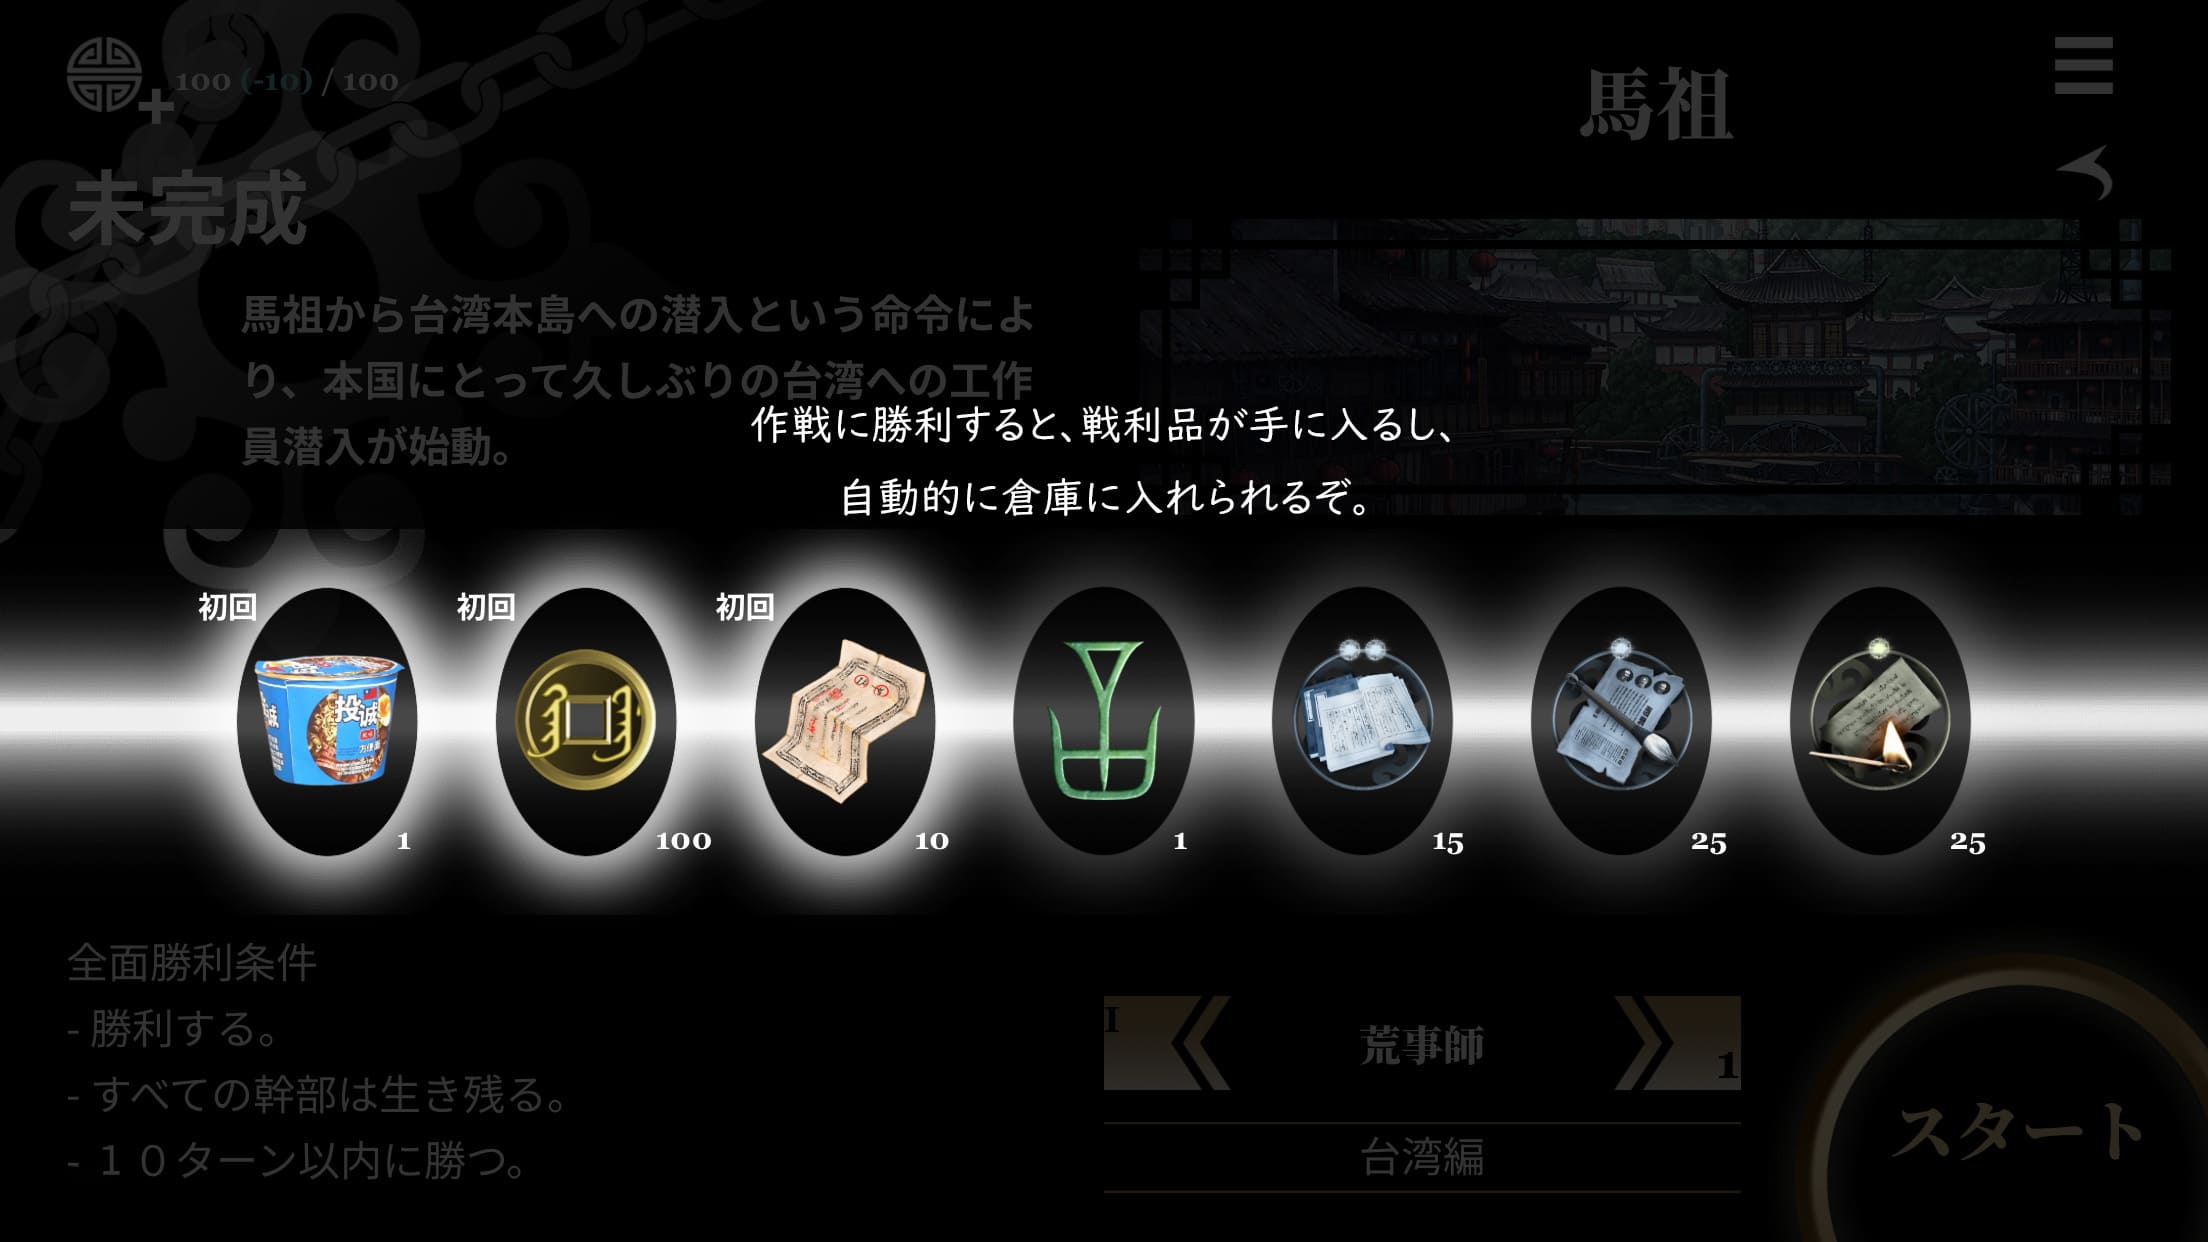 100 (-10) / 100
馬祖
未完成
馬祖から台湾本島への潜入という命令によ
り、本国にとって久しぶりの台湾への工作
員潜入が始動。
作戦に勝利すると、戦利品が手に入るし、
自動的に倉庫に入れられるぞ。
初回
初回
初回
投诚
方便面
1
100
10
1
15
25
25
全面勝利条件
- 勝利する。
- すべての幹部は生き残る。
- １０ターン以内に勝つ。
I
荒事師
1
台湾編
スタート